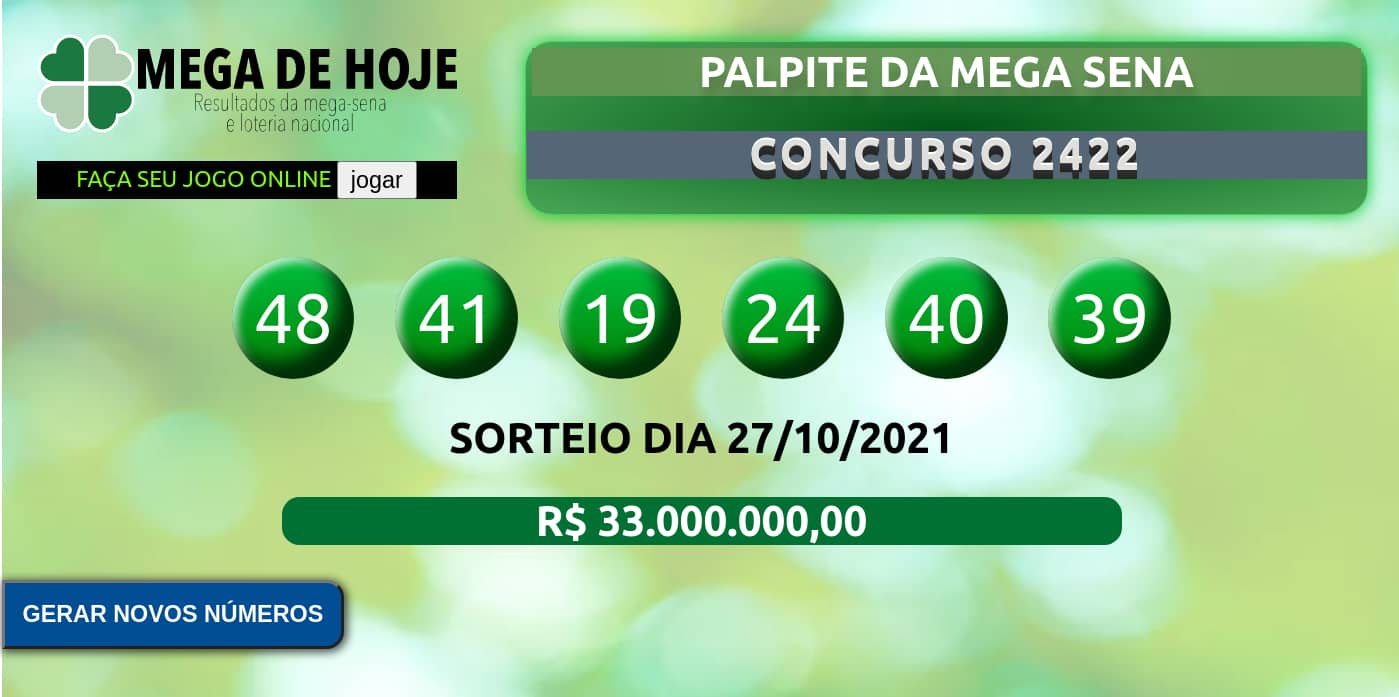 MEGA DE HOJE
Resultados da mega-sena
e loteria nacional
FAÇA SEU JOGO ONLINE jogar
PALPITE DA MEGA SENA
CONCURSO 2422
48 41 19 24 40 39
SORTEIO DIA 27/10/2021
R$ 33.000.000,00
GERAR NOVOS NÚMEROS